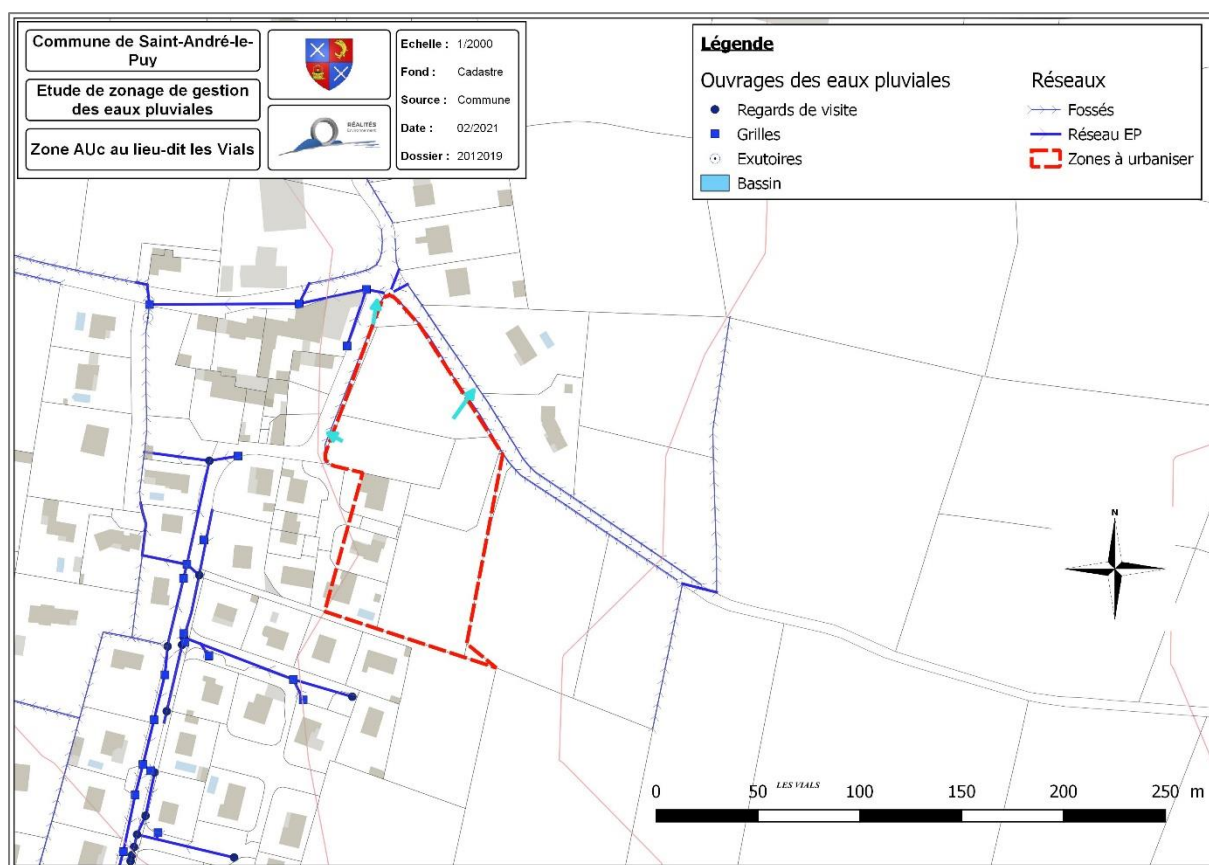 Commune de Saint-André-le-
Puy
Etude de zonage de gestion
des eaux pluviales
Zone AUc au lieu-dit les Vials
RÉALITÉS
Environnement
Echelle : 1/2000
Fond : Cadastre
Source : Commune
Date : 02/2021
Dossier : 2012019
Légende
Ouvrages des eaux pluviales
Regards de visite
Grilles
Exutoires
Bassin
Réseaux
Fossés
Réseau EP
Zones à urbaniser
N
LES VIALS
0 50 100 150 200 250 m